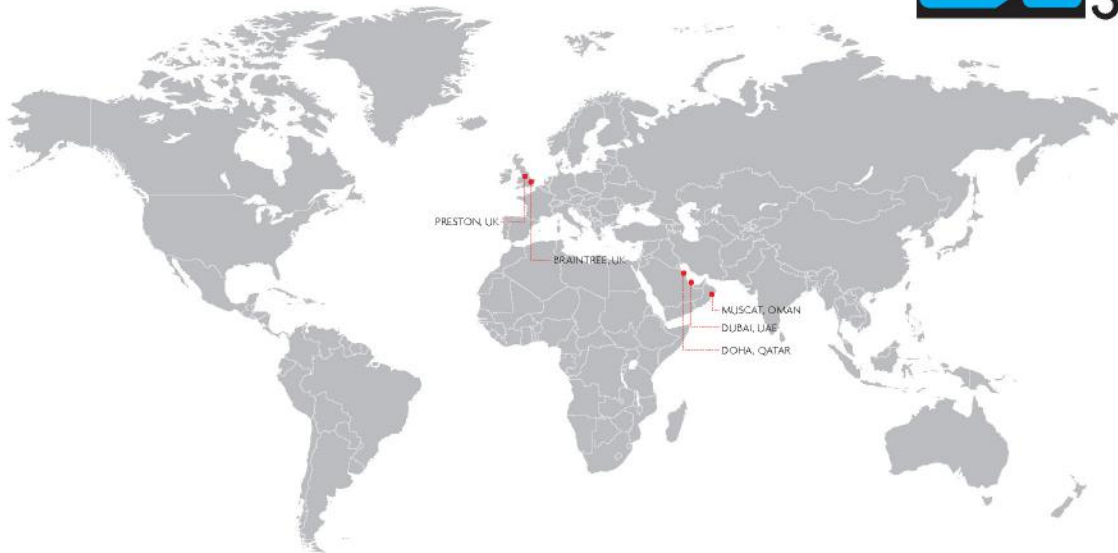 PRESTON, UK
BRAINTREE, UK
MUSCAT, OMAN
DUBAI, UAE
DOHA, QATAR